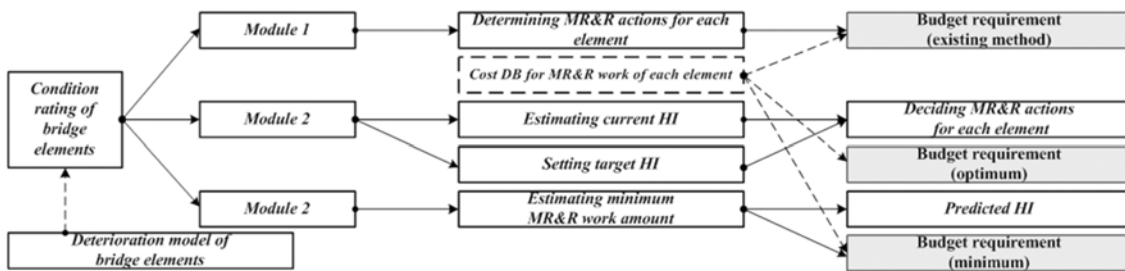 Condition
rating of
bridge
elements
Deterioration model of
bridge elements
Module 1
Module 2
Module 2
Determining MR&R actions for each
element
Cost DB for MR&R work of each element
Estimating current HI
Setting target HI
Estimating minimum
MR&R work amount
Budget requirement
(existing method)
Deciding MR&R actions
for each element
Budget requirement
(optimum)
Predicted HI
Budget requirement
(minimum)